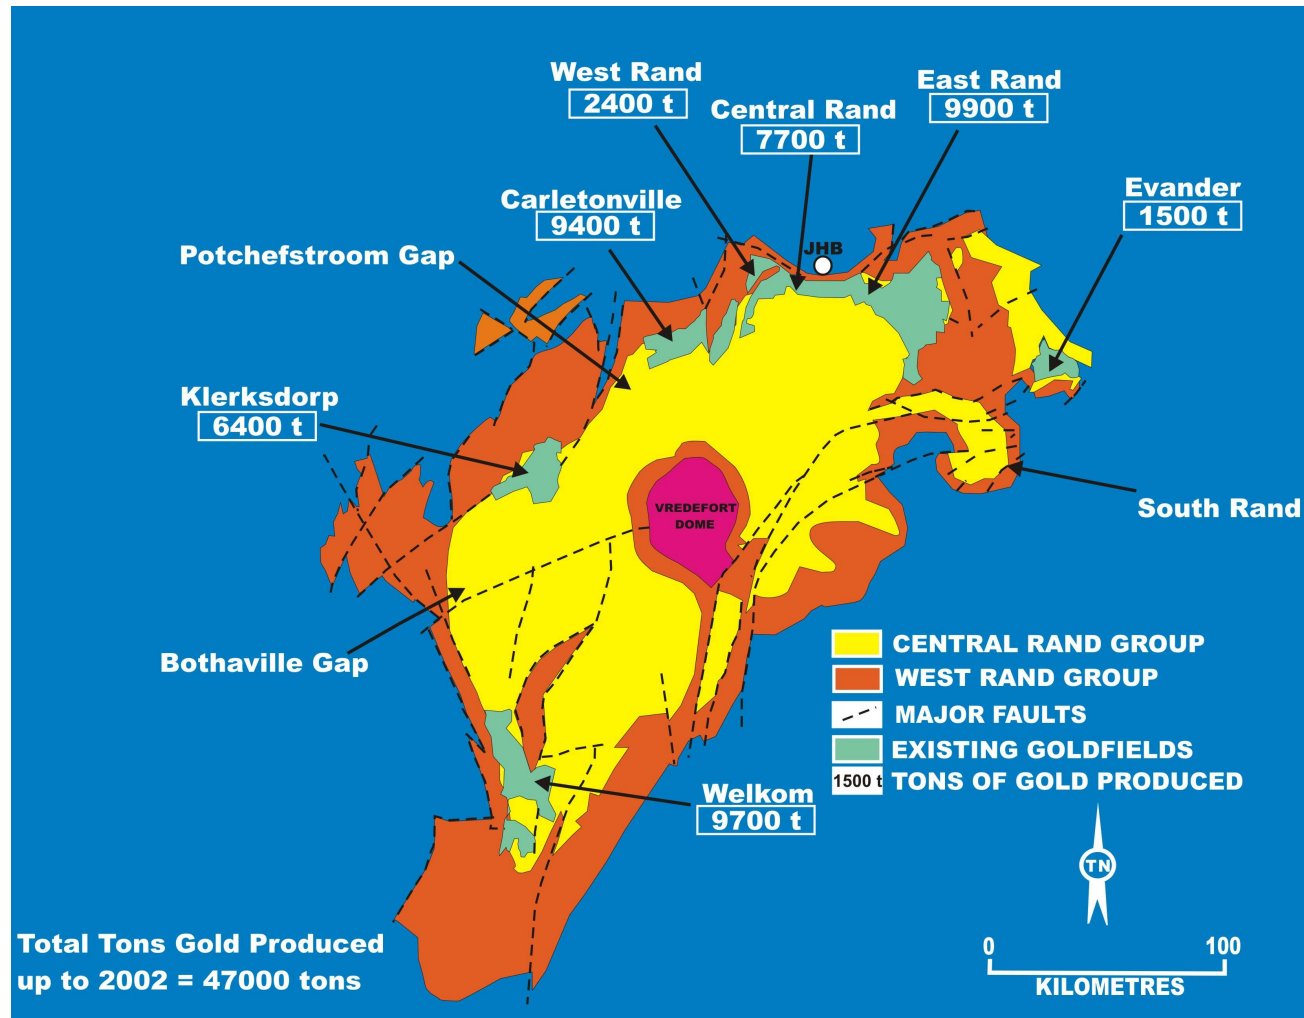 West Rand
2400 t
Central Rand
7700 t
East Rand
9900 t
Evander
1500 t
Carletonville
9400 t
Potchefstroom Gap
JHB
Klerksdorp
6400 t
VREDEFORT
DOME
South Rand
Bothaville Gap
CENTRAL RAND GROUP
WEST RAND GROUP
MAJOR FAULTS
EXISTING GOLDFIELDS
1500 t TONS OF GOLD PRODUCED
Welkom
9700 t
TN
Total Tons Gold Produced
up to 2002 = 47000 tons
0 100
KILOMETRES